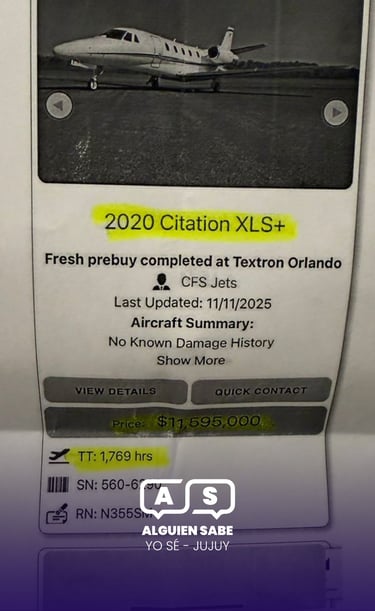 2020 Citation XLS+
Fresh prebuy completed at Textron Orlando
CFS Jets
Last Updated: 11/11/2025
Aircraft Summary:
No Known Damage History
Show More
VIEW DETAILS QUICK CONTACT
Price: $11,595,000
TT: 1,769 hrs
SN:
RN:
A S
ALGUIEN SABE
YO SÉ - JUJUY